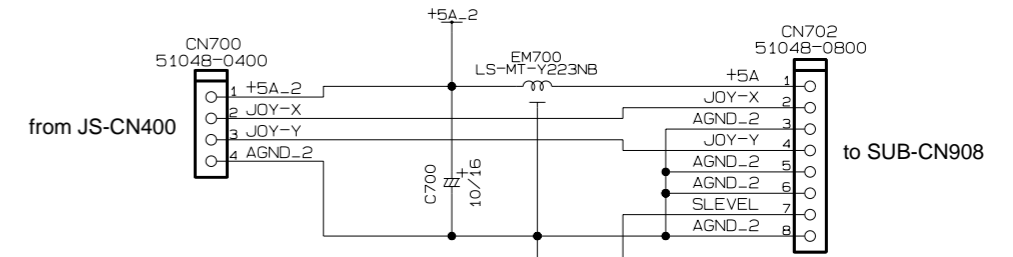 +5A_2
CN700
51048-0400
EM700
LS-MT-Y223NB
CN702
51048-0800
from JS-CN400
1 +5A_2
2 JOY-X
3 JOY-Y
4 AGND_2
C700
+
10/16
+5A 1
JOY-X 2
AGND_2 3
JOY-Y 4
AGND_2 5
AGND_2 6
SLEVEL 7
AGND_2 8
to SUB-CN908